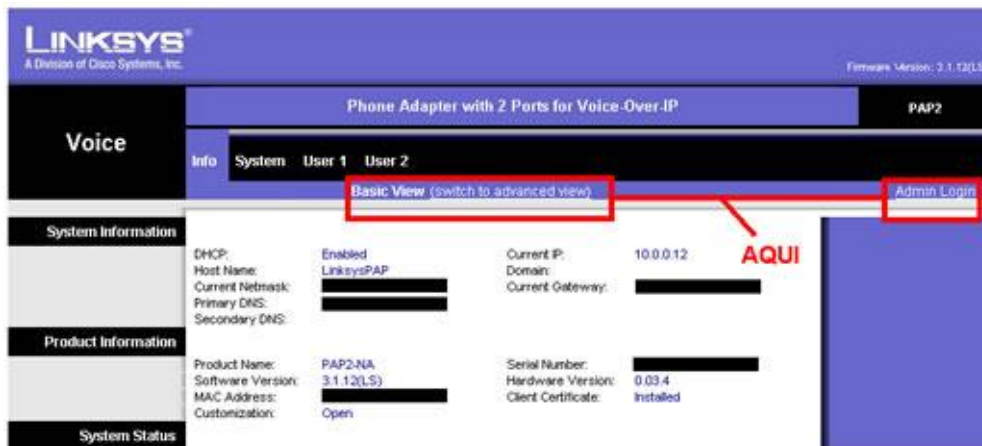 LINKSYS®
A Division of Cisco Systems, Inc.
Firmware Version: 3.1.12(LS
Phone Adapter with 2 Ports for Voice-Over-IP
PAP2
Voice
Info System User 1 User 2
Basic View (switch to advanced view)
Admin Login
AQUI
System Information
DHCP: Enabled Current IP: 10.0.0.12
Host Name: LinksysPAP Domain:
Current Netmask: Current Gateway:
Primary DNS:
Secondary DNS:
Product Information
Product Name: PAP2-NA Serial Number:
Software Version: 3.1.12(LS) Hardware Version: 0.03.4
MAC Address: Client Certificate: Installed
Customization: Open
System Status